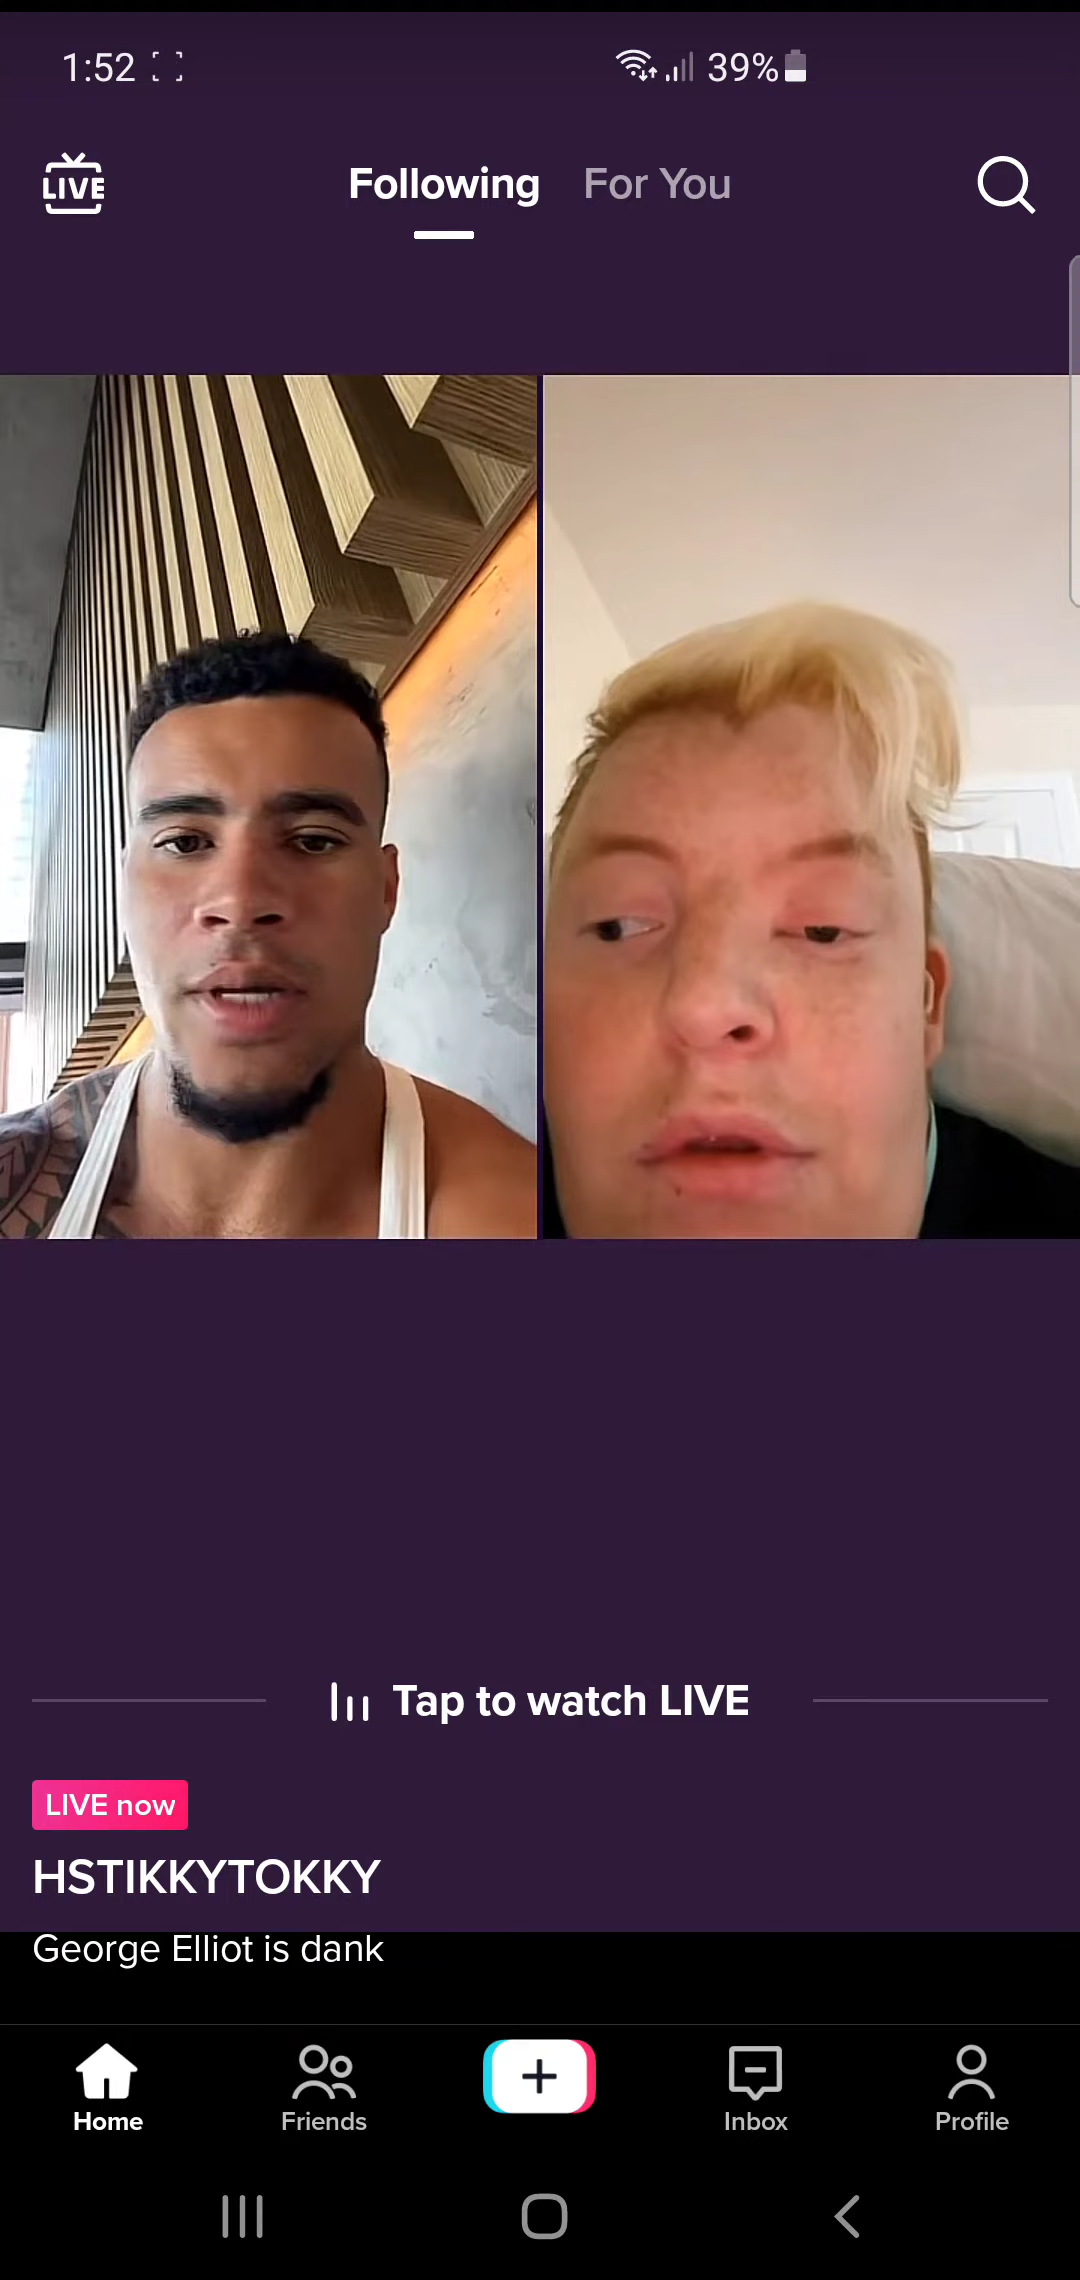 1:52 39%
LIVE Following For You
Tap to watch LIVE
LIVE now
HSTIKKYTOKKY
George Elliot is dank
Home Friends Inbox Profile